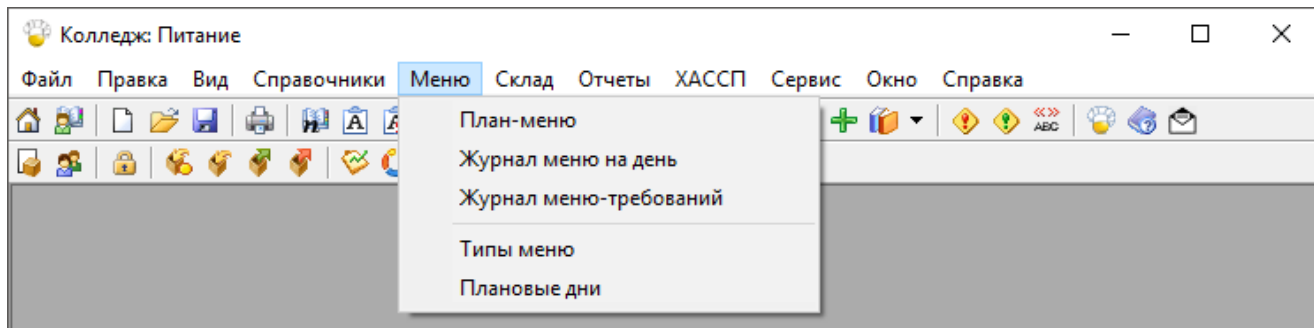 Колледж: Питание
Файл Правка Вид Справочники Меню Склад Отчеты ХАССП Сервис Окно Справка
План-меню
Журнал меню на день
Журнал меню-требований
Типы меню
Плановые дни
ABC